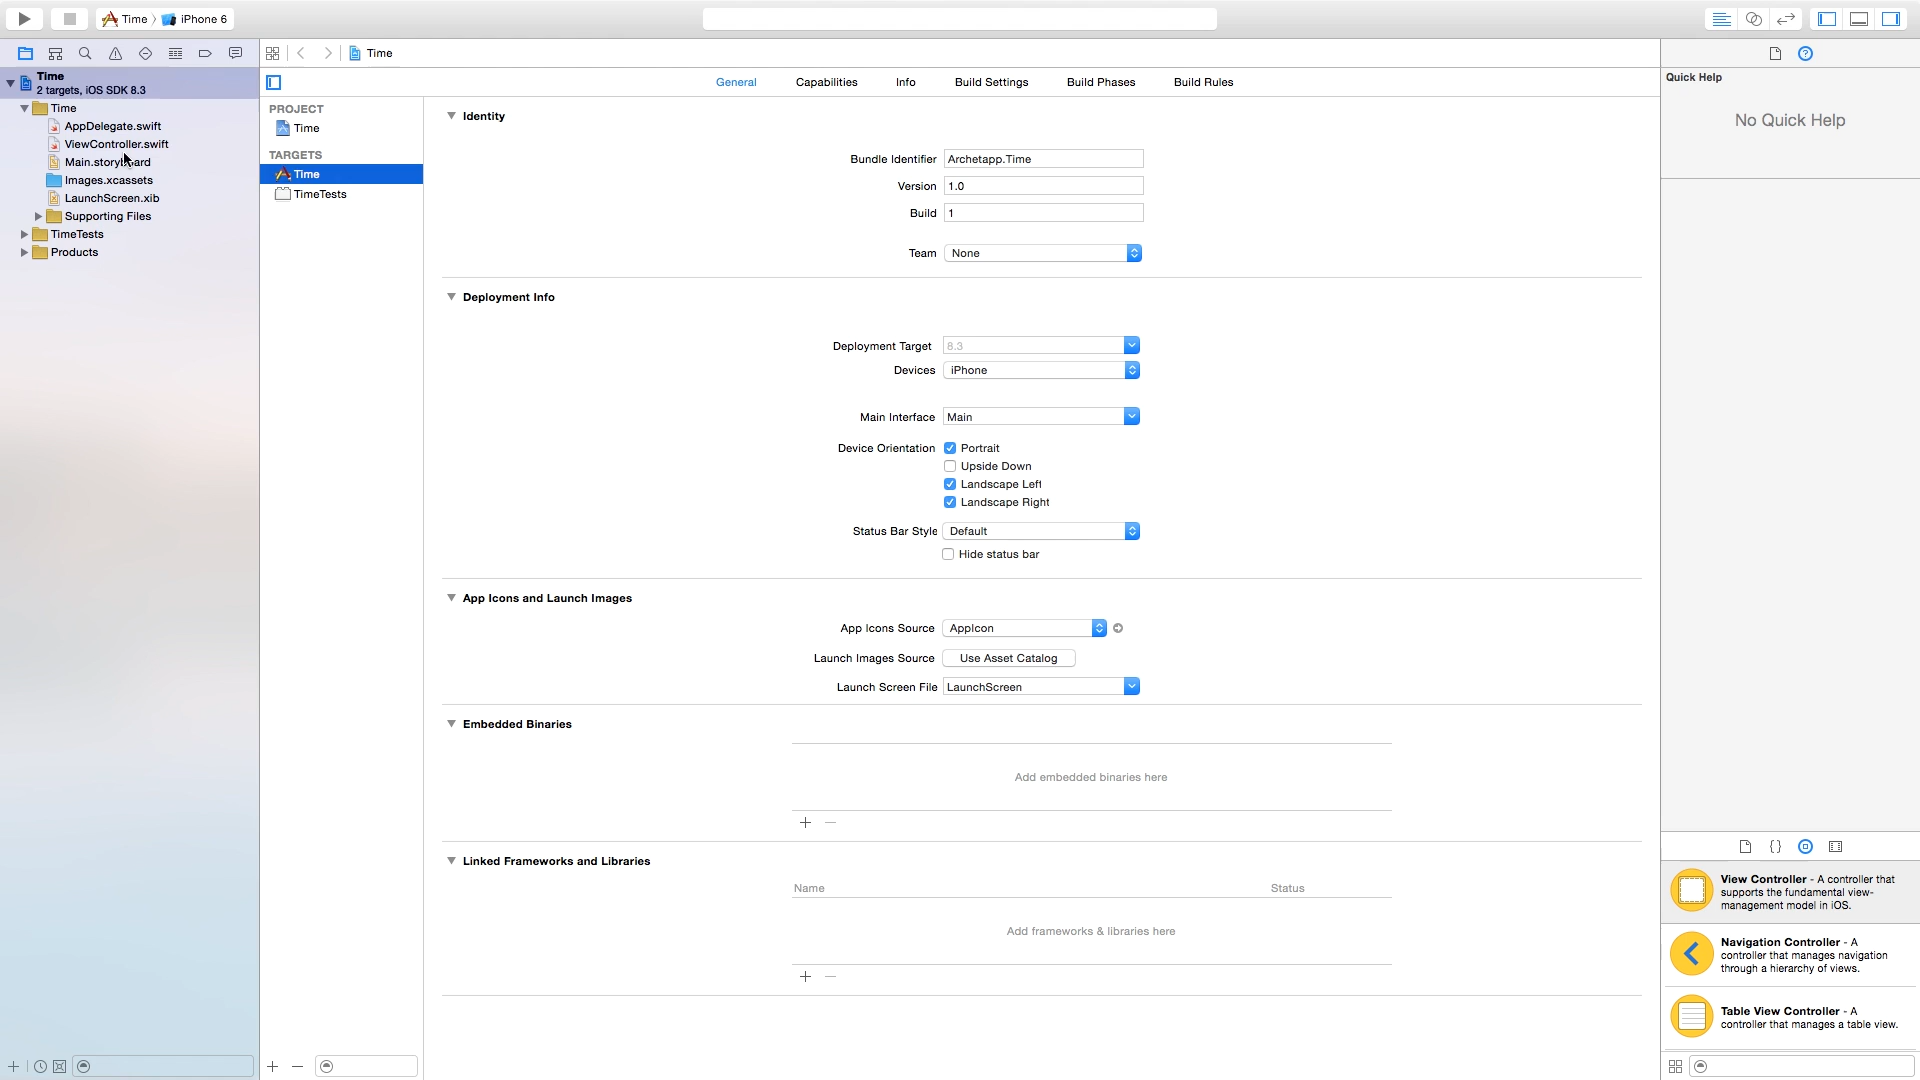 Time
iPhone 6
Time
2 targets, iOS SDK 8.3
Time
AppDelegate.swift
ViewController.swift
Images.xcassets
LaunchScreen.xib
Supporting Files
TimeTests
Products
Time
General
Capabilities
Info
Build Settings
Build Phases
Build Rules
PROJECT
Time
TARGETS
Time
TimeTests
Identity
Bundle Identifier
Archetapp.Time
Version
1.0
Build
1
Team
None
Deployment Info
Deployment Target
8.3
Devices
iPhone
Main Interface
Main
Device Orientation
Portrait
Upside Down
Landscape Left
Landscape Right
Status Bar Style
Default
Hide status bar
App Icons and Launch Images
App Icons Source
AppIcon
Launch Images Source
Use Asset Catalog
Launch Screen File
LaunchScreen
Embedded Binaries
Add embedded binaries here
Linked Frameworks and Libraries
Name
Status
Add frameworks & libraries here
Quick Help
No Quick Help
View Controller - A controller that
supports the fundamental view-
management model in iOS.
Navigation Controller - A
controller that manages navigation
through a hierarchy of views.
Table View Controller - A
controller that manages a table view.